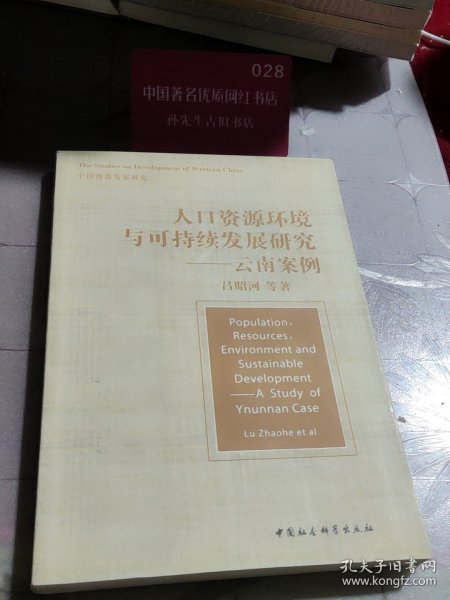 028
中国著名优质网红书店
孙先生古旧书店
The Studies on Development of Western China
中国西部发展研究
人口资源环境
与可持续发展研究
——云南案例
吕昭河 等著
Population,
Resources,
Environment and
Sustainable
Development
——A Study of
Ynunnan Case
Lü Zhaohe et al.
中国社会科学出版社
孔夫子旧书网
www.kongfz.com